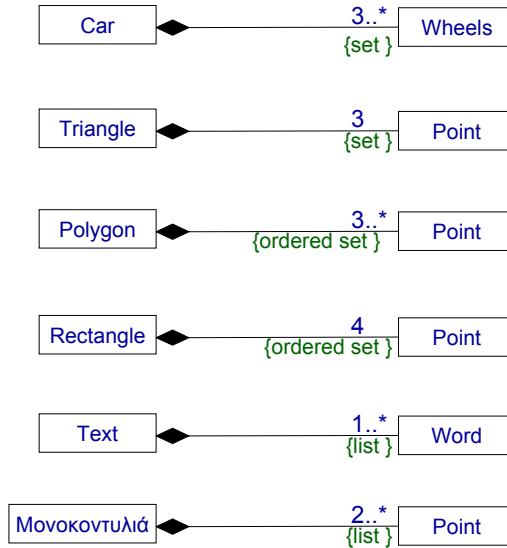 Car 3..* Wheels
{set }
Triangle 3 Point
{set }
Polygon 3..* Point
{ordered set }
Rectangle 4 Point
{ordered set }
Text 1..* Word
{list }
Μονοκοντυλιά 2..* Point
{list }